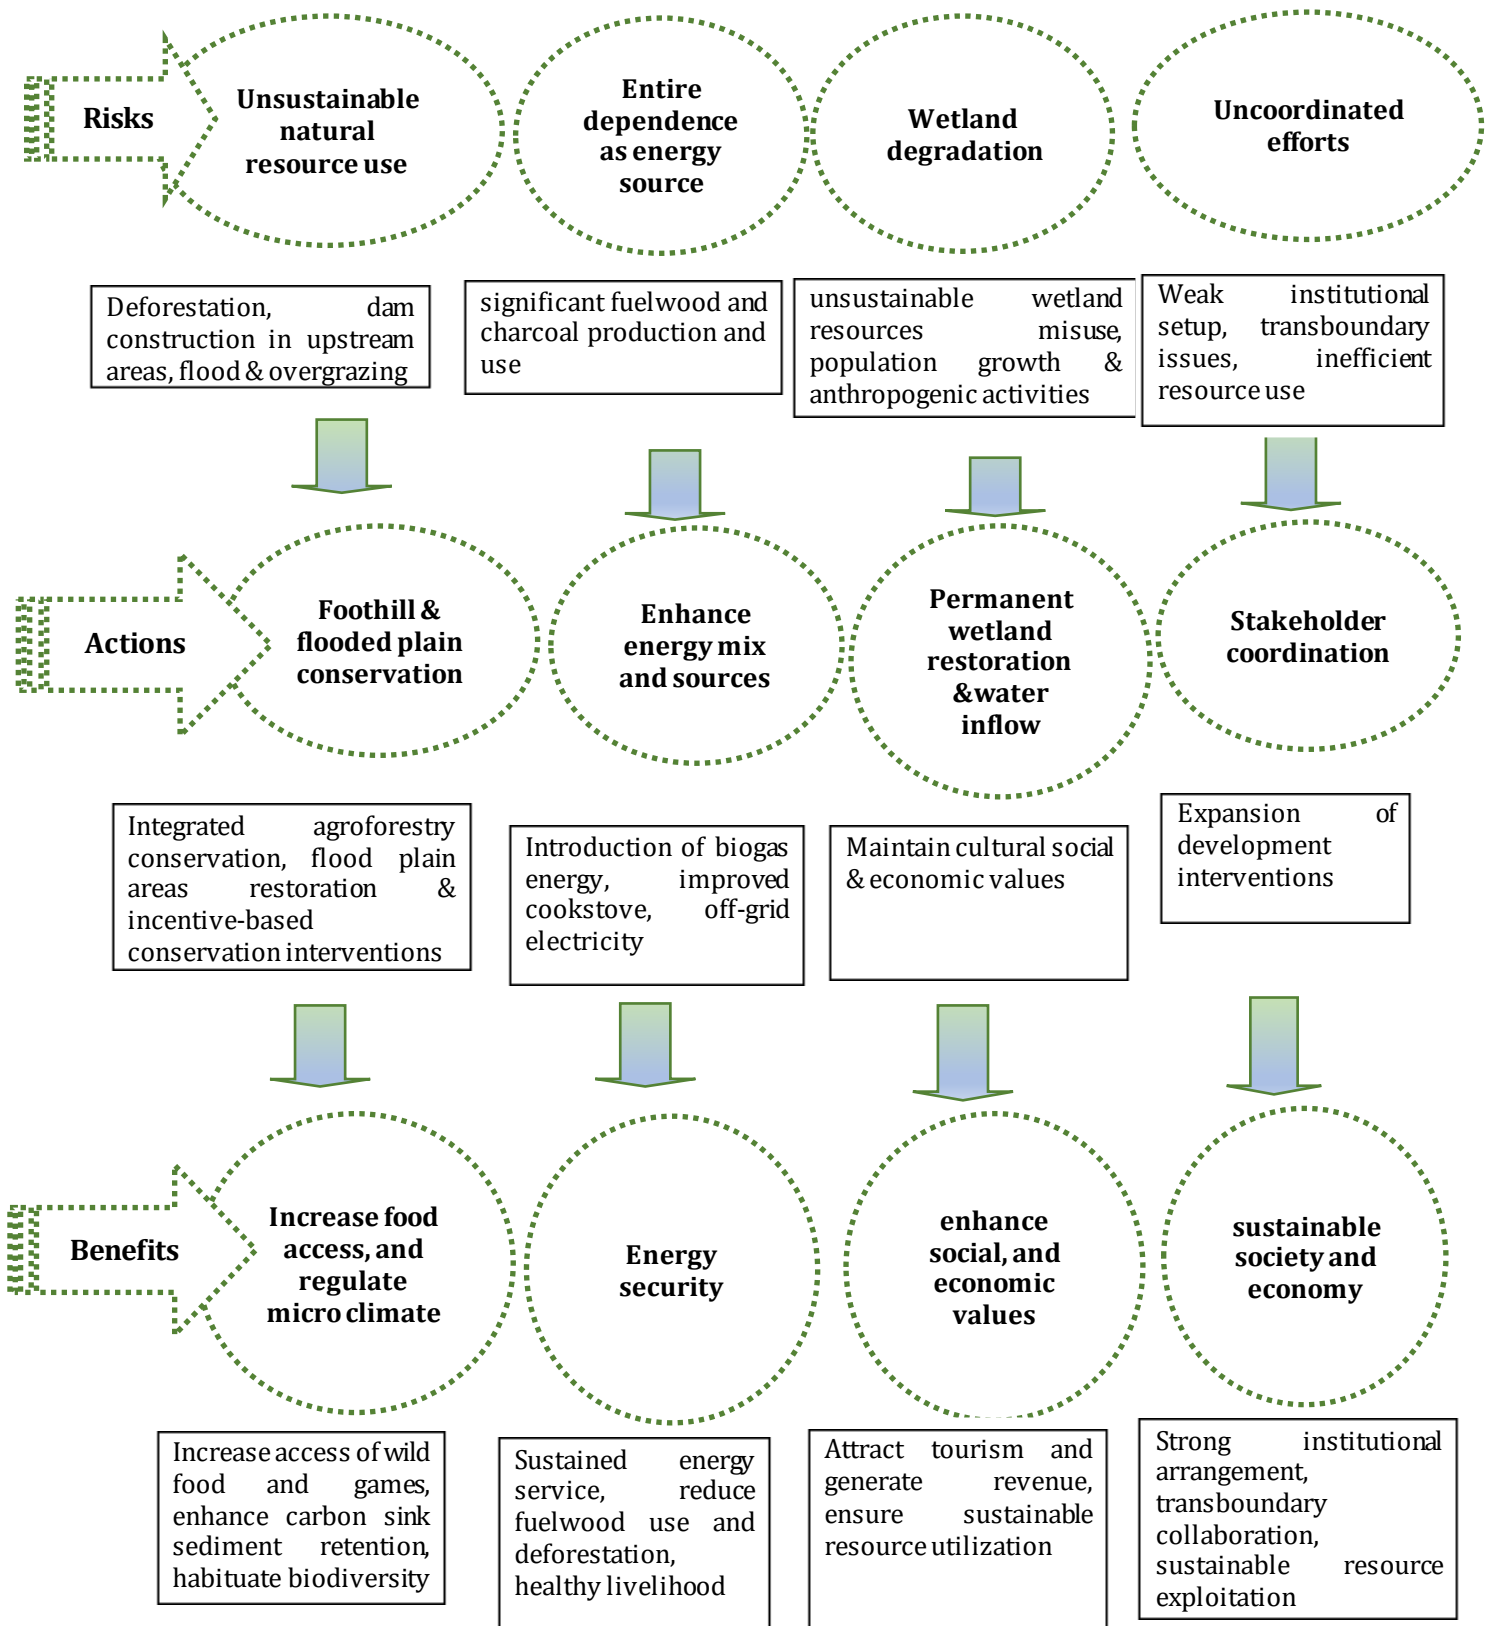 Risks
Unsustainable
natural
resource use
Entire
dependence
as energy
source
Wetland
degradation
Uncoordinated
efforts
Deforestation, dam
construction in upstream
areas, flood & overgrazing
significant fuelwood and
charcoal production and
use
unsustainable wetland
resources misuse,
population growth &
anthropogenic activities
Weak institutional
setup, transboundary
issues, inefficient
resource use
Actions
Foothill &
flooded plain
conservation
Enhance
energy mix
and sources
Permanent
wetland
restoration
&water
inflow
Stakeholder
coordination
Integrated agroforestry
conservation, flood plain
areas restoration &
incentive-based
conservation interventions
Introduction of biogas
energy, improved
cookstove, off-grid
electricity
Maintain cultural social
& economic values
Expansion of
development
interventions
Benefits
Increase food
access, and
regulate
micro climate
Energy
security
enhance
social, and
economic
values
sustainable
society and
economy
Increase access of wild
food and games,
enhance carbon sink
sediment retention,
habituate biodiversity
Sustained energy
service, reduce
fuelwood use and
deforestation,
healthy livelihood
Attract tourism and
generate revenue,
ensure sustainable
resource utilization
Strong institutional
arrangement,
transboundary
collaboration,
sustainable resource
exploitation